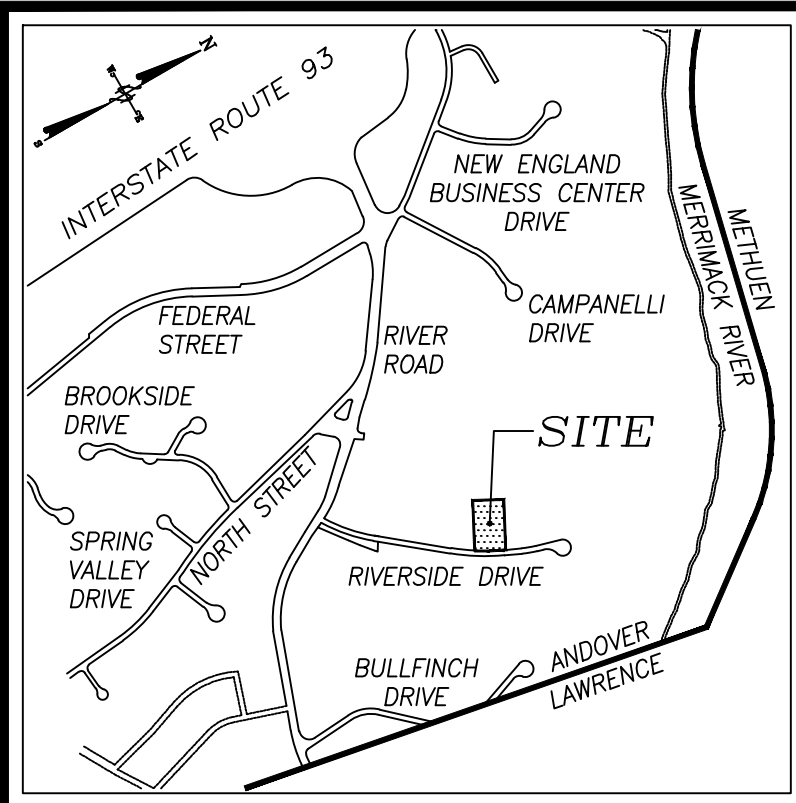 N
S
INTERSTATE ROUTE 93
NEW ENGLAND
BUSINESS CENTER
DRIVE
METHUEN
MERRIMACK RIVER
CAMPANELLI
DRIVE
FEDERAL
STREET
RIVER
ROAD
BROOKSIDE
DRIVE
SITE
NORTH STREET
SPRING
VALLEY
DRIVE
RIVERSIDE DRIVE
BULLFINCH
DRIVE
ANDOVER
LAWRENCE